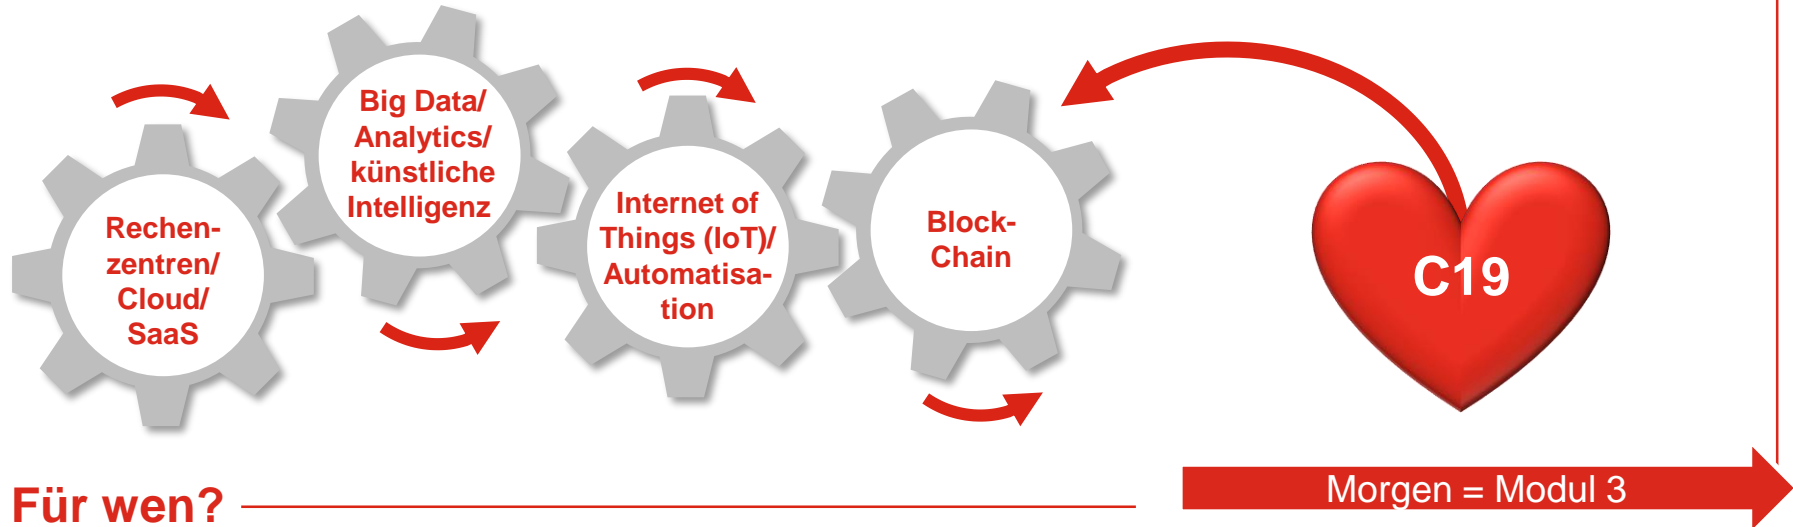 Rechen-
zentren/
Cloud/
SaaS
Big Data/
Analytics/
künstliche
Intelligenz
Internet of
Things (IoT)/
Automatisa-
tion
Block-
Chain
C19
Für wen?
Morgen = Modul 3